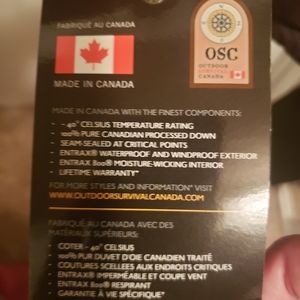 FABRIQUÉ AU CANADA
OSC
OUTDOOR
SURVIVAL
CANADA
MADE IN CANADA
MADE IN CANADA WITH THE FINEST COMPONENTS:
- - 40° CELSIUS TEMPERATURE RATING
- 100% PURE CANADIAN PROCESSED DOWN
- SEAM-SEALED AT CRITICAL POINTS
- ENTRAX® WATERPROOF AND WINDPROOF EXTERIOR
- ENTRAX 800® MOISTURE-WICKING INTERIOR
- LIFETIME WARRANTY*
FOR MORE STYLES AND INFORMATION* VISIT
WWW.OUTDOORSURVIVALCANADA.COM
FABRIQUÉ AU CANADA AVEC DES
MATÉRIAUX SUPÉRIEURS:
- COTER - 40° CELSIUS
- 100% PUR DUVET D'OIE CANADIEN TRAITÉ
- COUTURES SCELLÉES AUX ENDROITS CRITIQUES
- ENTRAX® IMPERMÉABLE ET COUPE VENT
- ENTRAX 800® RESPIRANT
- GARANTIE À VIE SPÉCIFIQUE*